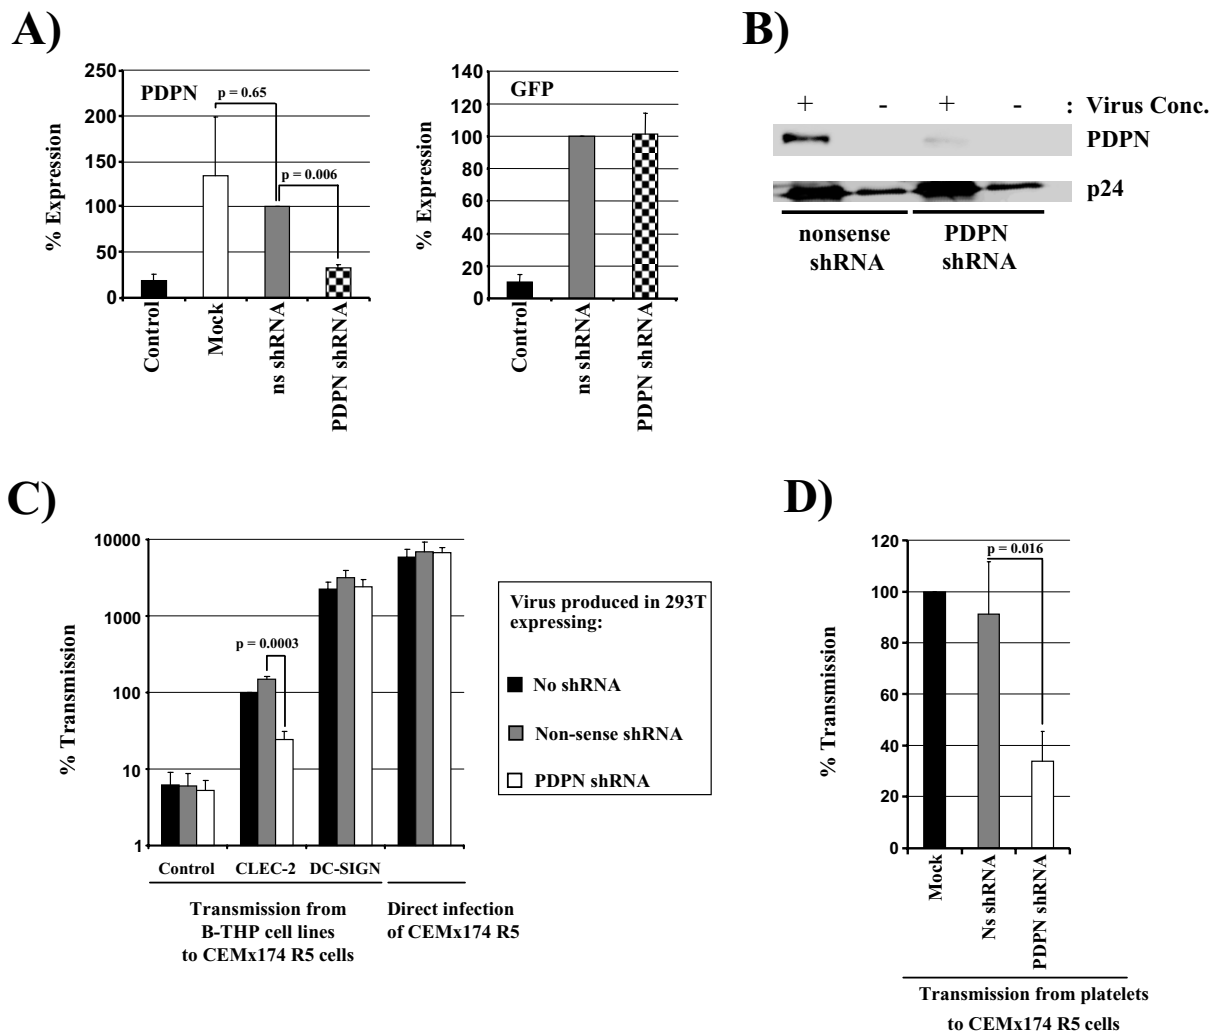 A)
PDPN
p = 0.65
p = 0.006
250
200
150
100
50
0
% Expression
Control
Mock
ns shRNA
PDPN shRNA
GFP
140
120
100
80
60
40
20
0
% Expression
Control
ns shRNA
PDPN shRNA
B)
+ - + - : Virus Conc.
PDPN
p24
nonsense
shRNA
PDPN
shRNA
C)
10000
1000
100
10
1
% Transmission
p = 0.0003
Control CLEC-2 DC-SIGN
Transmission from
B-THP cell lines
to CEMx174 R5 cells
Direct infection
of CEMx174 R5
Virus produced in 293T
expressing:
No shRNA
Non-sense shRNA
PDPN shRNA
D)
p = 0.016
120
100
80
60
40
20
0
% Transmission
Mock
Ns shRNA
PDPN shRNA
Transmission from platelets
to CEMx174 R5 cells